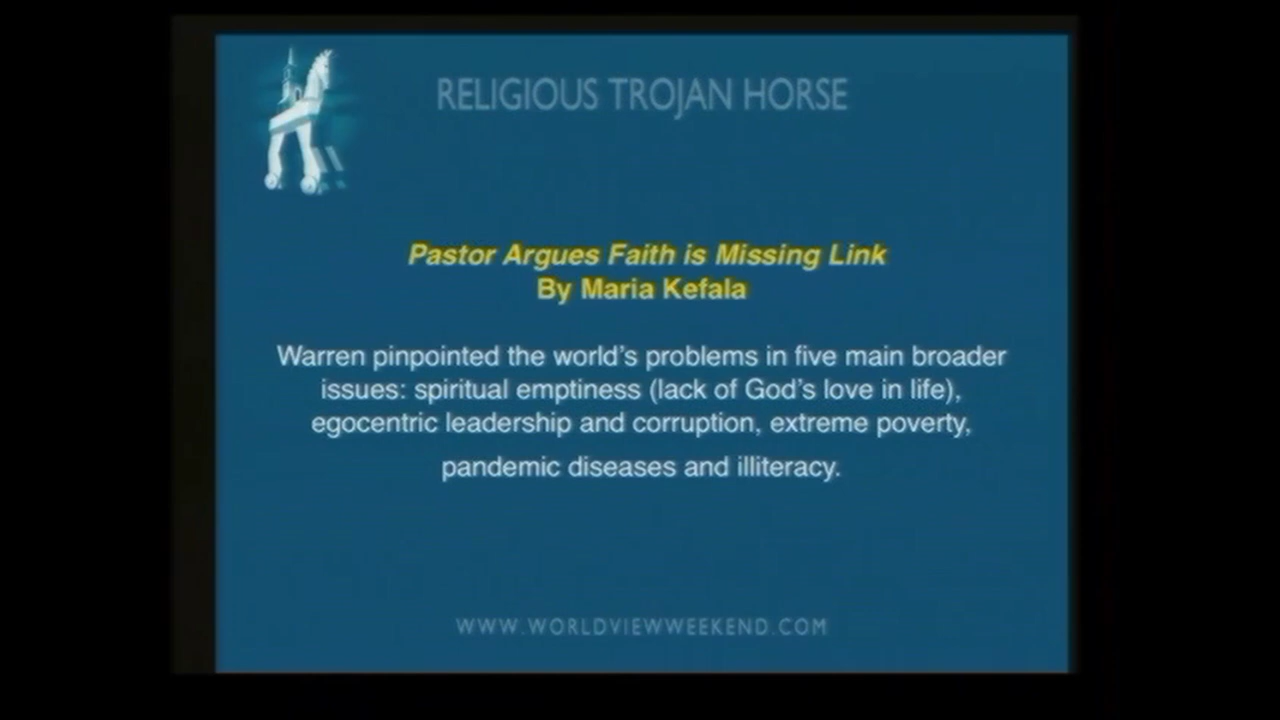 RELIGIOUS TROJAN HORSE
Pastor Argues Faith is Missing Link
By Maria Kefala
Warren pinpointed the world's problems in five main broader
issues: spiritual emptiness (lack of God's love in life),
egocentric leadership and corruption, extreme poverty,
pandemic diseases and illiteracy.
WWW.WORLDVIEWWEEKEND.COM